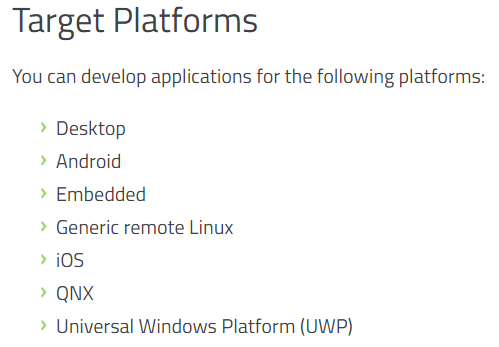 Target Platforms
You can develop applications for the following platforms:
Desktop
Android
Embedded
Generic remote Linux
iOS
QNX
Universal Windows Platform (UWP)